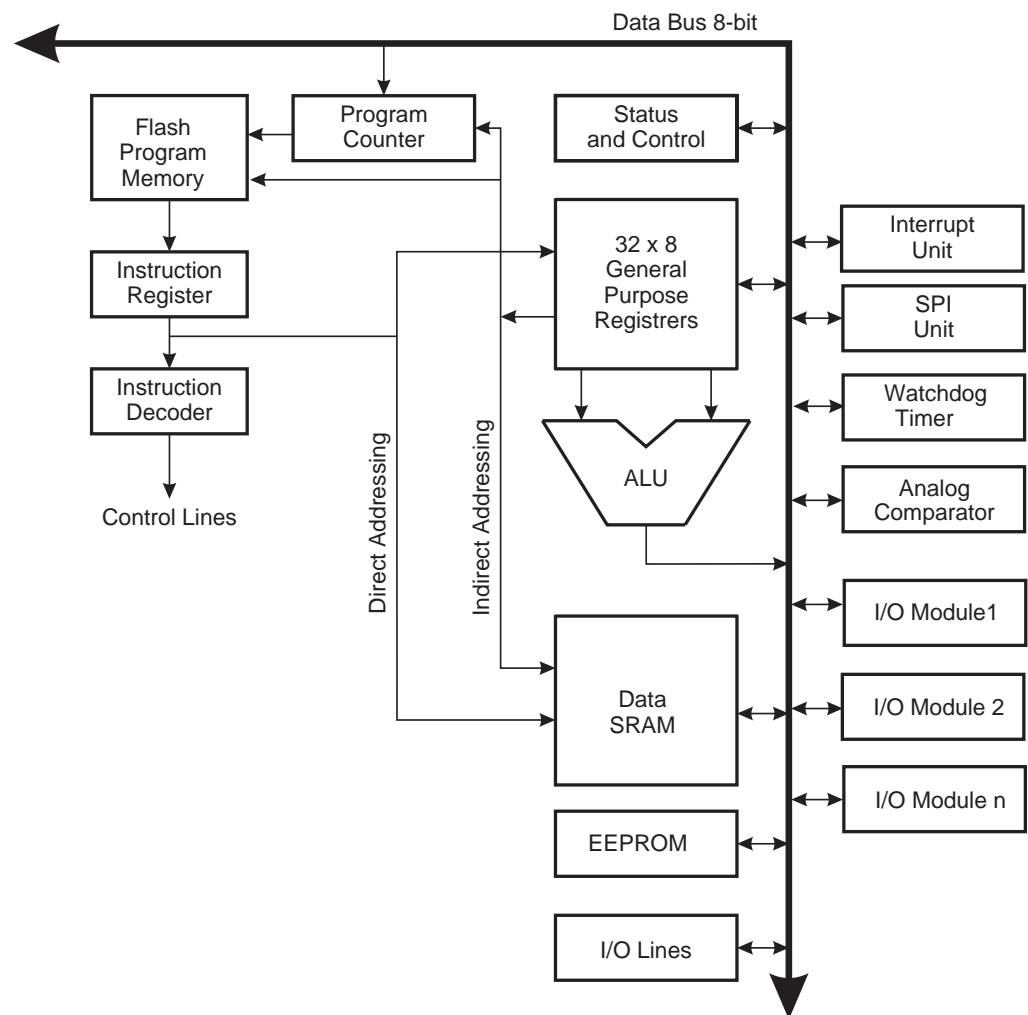 Data Bus 8-bit
Flash
Program
Memory
Program
Counter
Status
and Control
Instruction
Register
32 x 8
General
Purpose
Registrers
Interrupt
Unit
SPI
Unit
Instruction
Decoder
Watchdog
Timer
Control Lines
Direct Addressing
Indirect Addressing
ALU
Analog
Comparator
I/O Module1
Data
SRAM
I/O Module 2
I/O Module n
EEPROM
I/O Lines